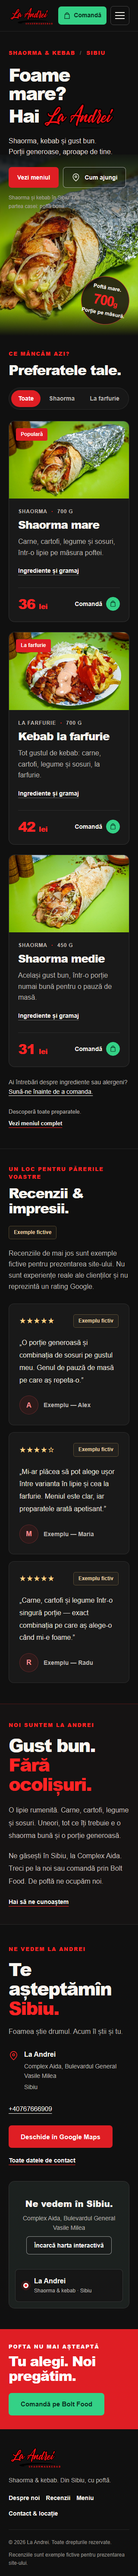 La Andrei
Comandă
SHAORMA & KEBAB / SIBIU
Foame
mare?
Hai La Andrei
Shaorma, kebab și gust bun.
Porții generoase, aproape de tine.
Vezi meniul
Cum ajungi
Poftă mare.
700g
Porție pe măsură.
CE MÂNCĂM AZI?
Preferatele tale.
Toate
Shaorma
La farfurie
Populară
SHAORMA · 700 G
Shaorma mare
Carne, cartofi, legume și sosuri,
într-o lipie pe măsura poftei.
Ingrediente și gramaj
36 lei
Comandă
La farfurie
LA FARFURIE · 700 G
Kebab la farfurie
Tot gustul de kebab: carne,
cartofi, legume și sosuri, la
farfurie.
Ingrediente și gramaj
42 lei
Comandă
SHAORMA · 450 G
Shaorma medie
Același gust bun, într-o porție
numai bună pentru o pauză de
masă.
Ingrediente și gramaj
31 lei
Comandă
Ai întrebări despre ingrediente sau alergeni?
Sună-ne înainte de a comanda.
Descoperă toate preparatele.
Vezi meniul complet
UN LOC PENTRU PĂRERILE
VOASTRE
Recenzii &
impresii.
Exemple fictive
Recenziile de mai jos sunt exemple
fictive pentru prezentarea site-ului. Nu
sunt experiențe reale ale clienților și nu
reprezintă un rating Google.
★★★★★
Exemplu fictiv
„O porție generoasă și
combinația de sosuri pe gustul
meu. Genul de pauză de masă
pe care aș repeta-o.”
A
Exemplu — Alex
★★★★☆
Exemplu fictiv
„Mi-ar plăcea să pot alege ușor
între varianta în lipie și cea la
farfurie. Meniul este clar, iar
preparatele arată apetisant.”
M
Exemplu — Maria
★★★★★
Exemplu fictiv
„Carne, cartofi și legume într-o
singură porție — exact
combinația pe care aș alege-o
când mi-e foame.”
R
Exemplu — Radu
NOI SUNTEM LA ANDREI
Gust bun.
Fără
ocolișuri.
O lipie rumenită. Carne, cartofi, legume
și sosuri. Uneori, tot ce îți trebuie e o
shaorma bună și o porție generoasă.
Ne găsești în Sibiu, la Complex Aida.
Treci pe la noi sau comandă prin Bolt
Food. De poftă ne ocupăm noi.
Hai să ne cunoaștem
NE VEDEM LA ANDREI
Te
așteptămîn
Sibiu.
Foamea știe drumul. Acum îl știi și tu.
La Andrei
Complex Aida, Bulevardul General
Vasile Milea
Sibiu
+40767666909
Deschide în Google Maps
Toate datele de contact
Ne vedem în Sibiu.
Complex Aida, Bulevardul General
Vasile Milea
Încarcă harta interactivă
La Andrei
Shaorma & kebab · Sibiu
POFTA NU MAI AȘTEAPTĂ
Tu alegi. Noi
pregătim.
Comandă pe Bolt Food
La Andrei
Shaorma & kebab. Din Sibiu, cu poftă.
Despre noi
Recenzii
Meniu
Contact & locație
© 2026 La Andrei. Toate drepturile rezervate.
Recenziile sunt exemple fictive pentru prezentarea
site-ului.